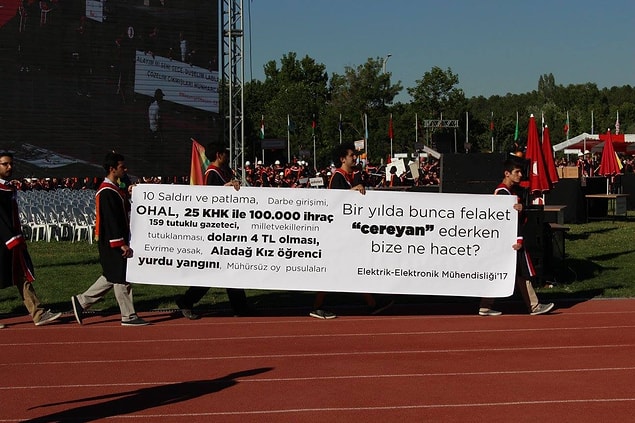 10 Saldırı ve patlama, Darbe girişimi,
OHAL, 25 KHK ile 100.000 ihraç
159 tutuklu gazeteci, milletvekillerinin
tutuklanması, doların 4 TL olması,
Evrime yasak, Aladağ Kız öğrenci
yurdu yangını, Mühürsüz oy pusulaları
Bir yılda bunca felaket
"cereyan" ederken
bize ne hacet?
Elektrik-Elektronik Mühendisliği'17